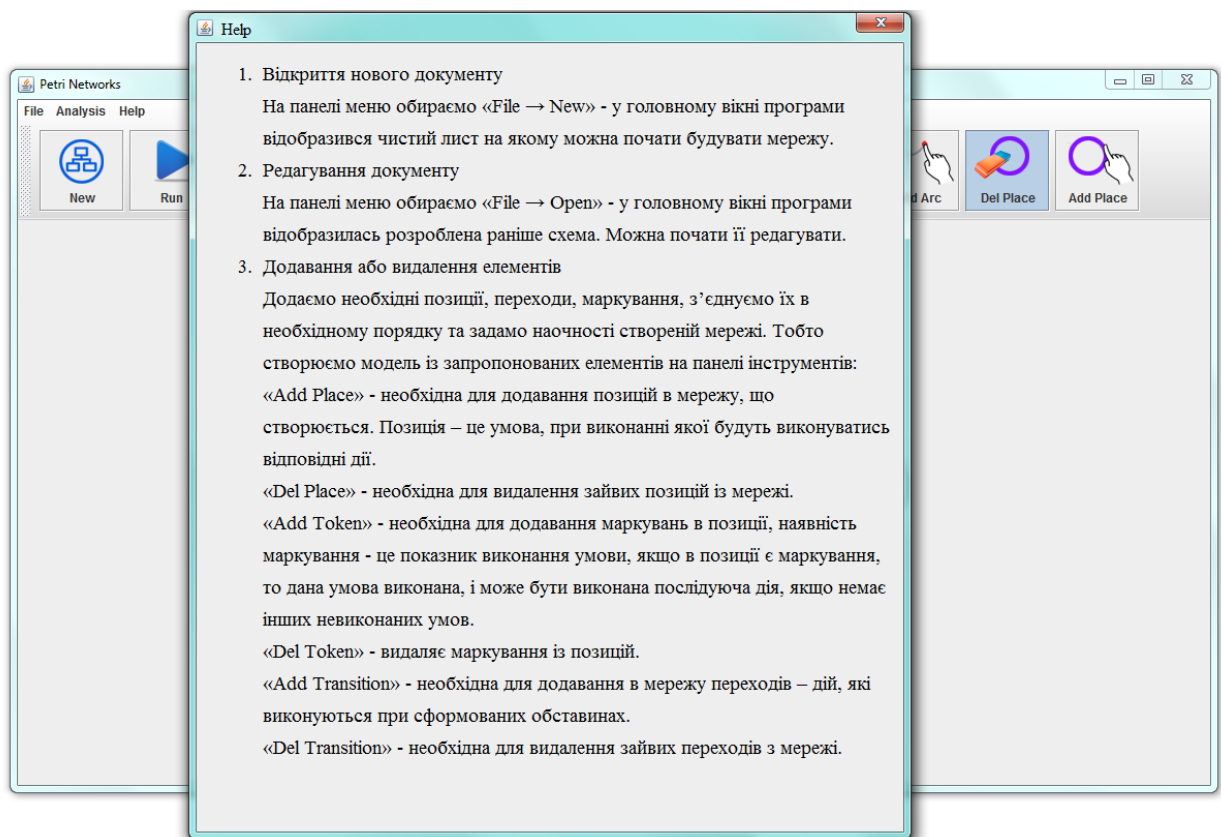 Help
1. Відкриття нового документу
На панелі меню обираємо «File → New» - у головному вікні програми
відобразився чистий лист на якому можна почати будувати мережу.
2. Редагування документу
На панелі меню обираємо «File → Open» - у головному вікні програми
відобразилась розроблена раніше схема. Можна почати її редагувати.
3. Додавання або видалення елементів
Додаємо необхідні позиції, переходи, маркування, з’єднуємо їх в
необхідному порядку та задамо наочності створеній мережі. Тобто
створюємо модель із запропонованих елементів на панелі інструментів:
«Add Place» - необхідна для додавання позицій в мережу, що
створюється. Позиція – це умова, при виконанні якої будуть виконуватись
відповідні дії.
«Del Place» - необхідна для видалення зайвих позицій із мережі.
«Add Token» - необхідна для додавання маркувань в позиції, наявність
маркування - це показник виконання умови, якщо в позиції є маркування,
то дана умова виконана, і може бути виконана послідуюча дія, якщо немає
інших невиконаних умов.
«Del Token» - видаляє маркування із позицій.
«Add Transition» - необхідна для додавання в мережу переходів – дій, які
виконуються при сформованих обставинах.
«Del Transition» - необхідна для видалення зайвих переходів з мережі.
Petri Networks
File Analysis Help
New
Run
d Arc
Del Place
Add Place